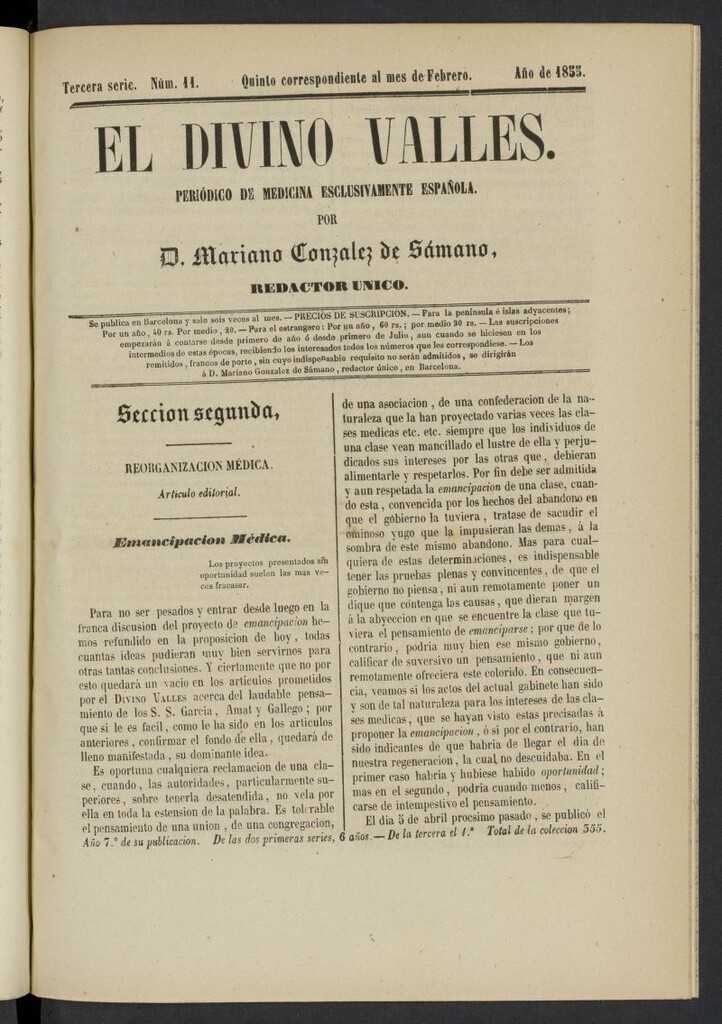 Tercera serie. Núm. 11. Quinto correspondiente al mes de Febrero. Año de 1855.
EL DIVINO VALLES.
PERIÓDICO DE MEDICINA ESCLUSIVAMENTE ESPAÑOLA.
POR
D. Mariano Gonzalez de Sámano,
REDACTOR UNICO.
Se publica en Barcelona y sale seis veces al mes. — PRECIOS DE SUSCRIPCIÓN. — Para la península é islas adyacentes;
Por un año, 40 rs. Por medio, 20. — Para el estrangero: Por un año, 60 rs.; por medio 30 rs. — Las suscripciones
empezarán á contarse desde primero de año ó desde primero de Julio, aun cuando se hiciesen en los
intermedios de estas épocas, recibiendo los interesados todos los números que les correspondiese. — Los
remitidos, francos de porte, sin cuyo indispensable requisito no serán admitidos, se dirigirán
á D. Mariano Gonzalez de Sámano, redactor único, en Barcelona.
Seccion segunda,
REORGANIZACION MÉDICA.
Artículo editorial.
Emancipacion Médica.
Los proyectos presentados sin
oportunidad suelen las mas ve-
ces fracasar.
Para no ser pesados y entrar desde luego en la
franca discusion del proyecto de emancipacion he-
mos refundido en la proposicion de hoy, todas
cuantas ideas pudieran muy bien servirnos para
otras tantas conclusiones. Y ciertamente que no por
esto quedará un vacio en los artículos prometidos
por el DIVINO VALLES acerca del laudable pensa-
miento de los S. S. Garcia, Amat y Gallego; por
que si le es facil, como le ha sido en los artículos
anteriores, confirmar el fondo de ella, quedará de
lleno manifestada, su dominante idea.
Es oportuna cualquiera reclamacion de una cla-
se, cuando, las autoridades, particularmente su-
periores, sobre tenerla desatendida, no vela por
ella en toda la estension de la palabra. Es tolerable
el pensamiento de una union, de una congregacion,
de una asociacion, de una confederacion de la na-
turaleza que la han proyectado varias veces las cla-
ses medicas etc. etc. siempre que los individuos de
una clase vean mancillado el lustre de ella y perju-
dicados sus intereses por las otras que, debieran
alimentarle y respetarlos. Por fin debe ser admitida
y aun respetada la emancipacion de una clase, cuan-
do esta, convencida por los hechos del abandono en
que el gobierno la tuviera, tratase de sacudir el
ominoso yugo que la impusieran las demas, á la
sombra de este mismo abandono. Mas para cual-
quiera de estas determinaciones, es indispensable
tener las pruebas plenas y convincentes, de que el
gobierno no piensa, ni aun remotamente poner un
dique que contenga las causas, que dieran margen
á la abyeccion en que se encuentre la clase que tu-
viera el pensamiento de emanciparse; por que de lo
contrario, podria muy bien ese mismo gobierno,
calificar de suversivo un pensamiento, que ni aun
remotamente ofreciera este colorido. En consecuen-
cia, veamos si los actos del actual gabinete han sido
y son de tal naturaleza para los intereses de las cla-
ses medicas, que se hayan visto estas precisadas á
proponer la emancipacion, ó si por el contrario, han
sido indicantes de que habria de llegar el dia de
nuestra regeneracion, la cual no descuidaba. En el
primer caso habria y hubiese habido oportunidad;
mas en el segundo, podria cuando menos, califi-
carse de intempestivo el pensamiento.
El dia 5 de abril procsimo pasado, se publicó el
Año 7.º de su publicacion. De las dos primeras series, 6 años. — De la tercera el 1.º Total de la coleccion 355.